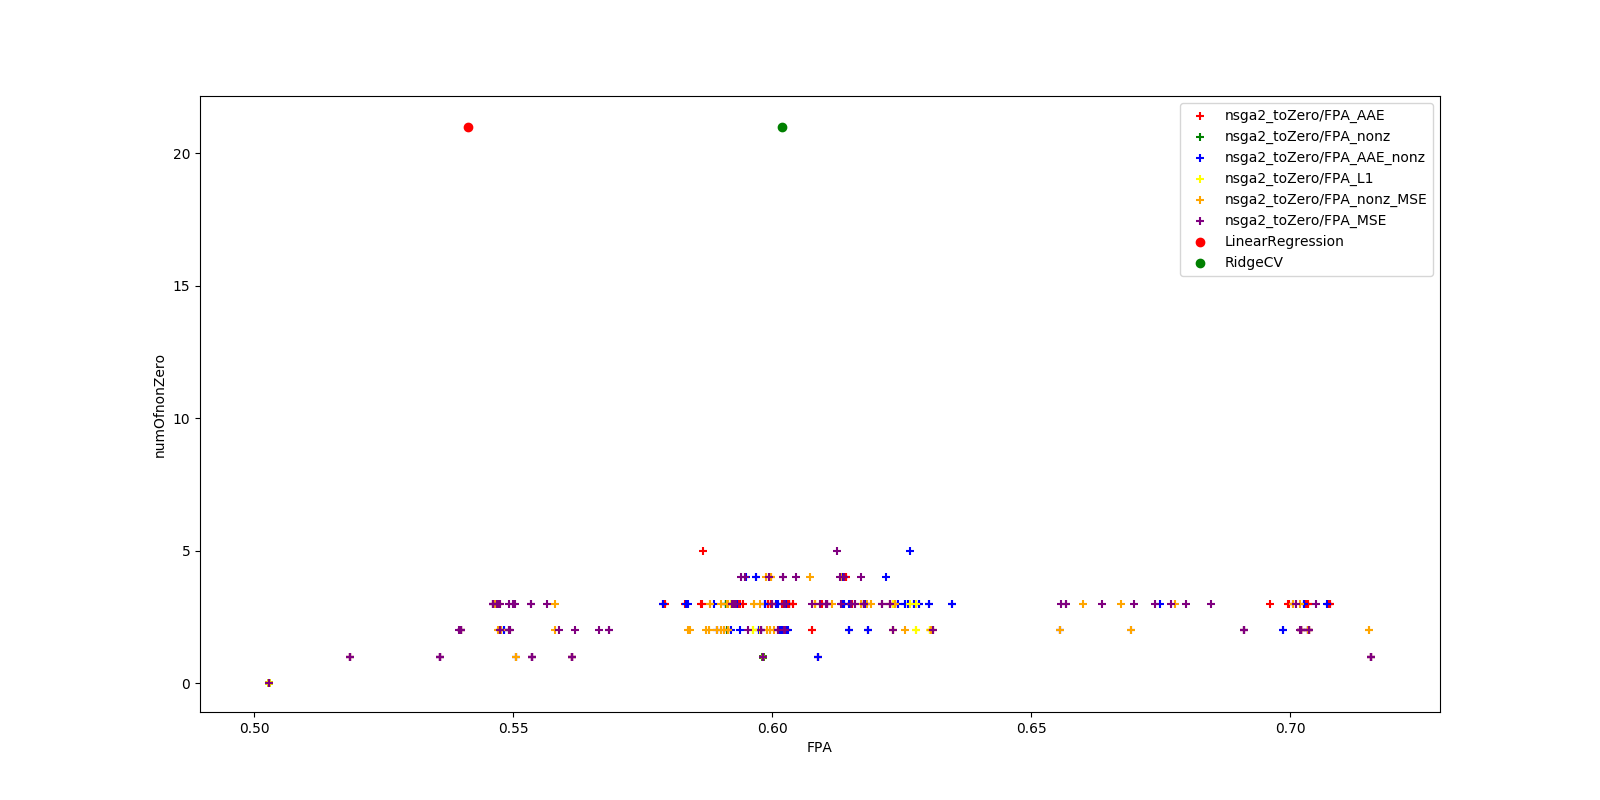 nsga2_toZero/FPA_AAE
nsga2_toZero/FPA_nonz
nsga2_toZero/FPA_AAE_nonz
nsga2_toZero/FPA_L1
nsga2_toZero/FPA_nonz_MSE
nsga2_toZero/FPA_MSE
LinearRegression
RidgeCV
numOfnonZero
20
15
10
5
0
0.50 0.55 0.60 0.65 0.70
FPA